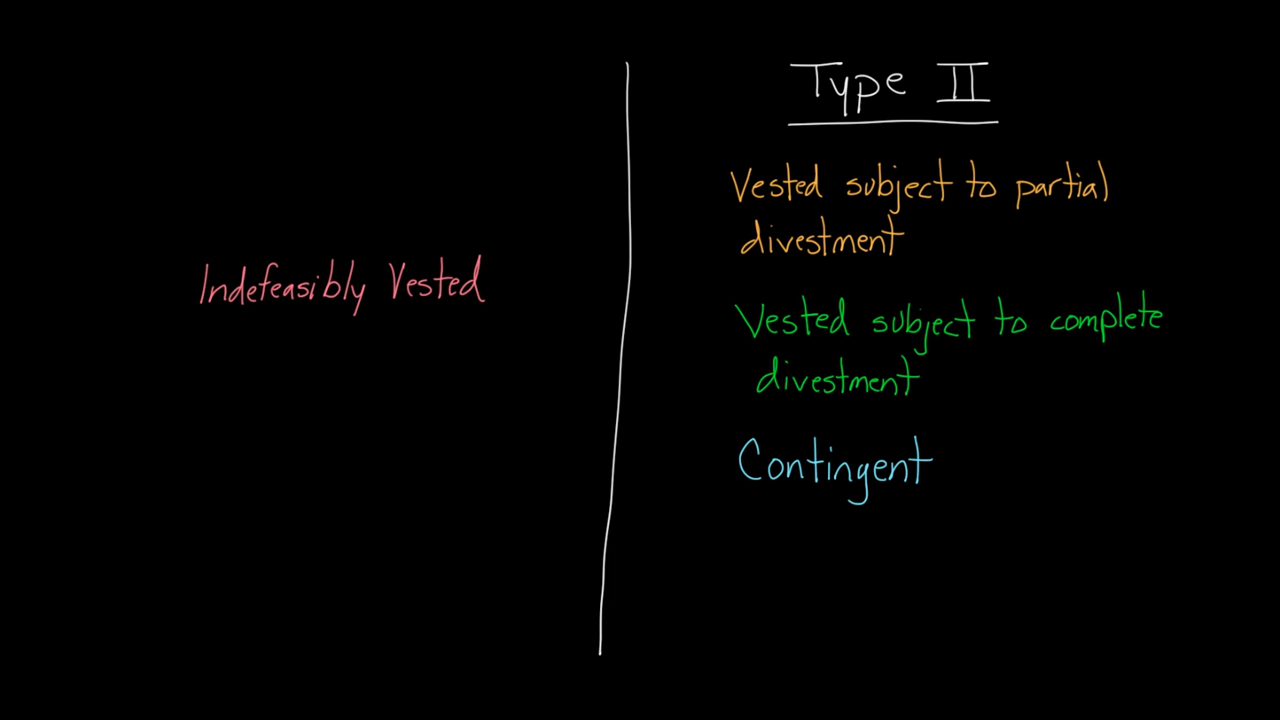 Indefeasibly Vested
Type II
Vested subject to partial
divestment
Vested subject to complete
divestment
Contingent